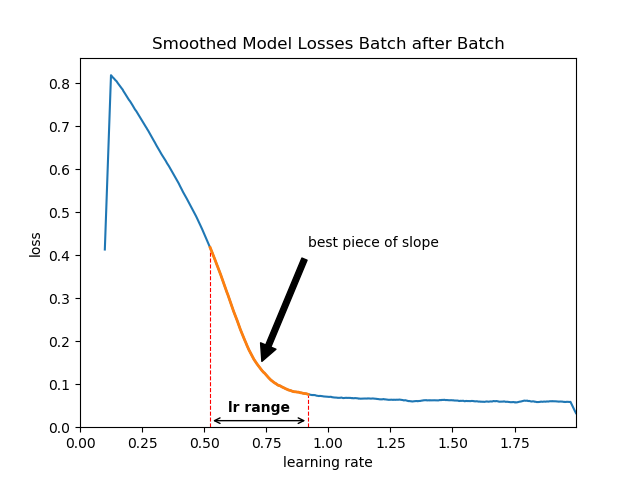 Smoothed Model Losses Batch after Batch
0.8
0.7
0.6
0.5
0.4
0.3
0.2
0.1
0.0
loss
best piece of slope
lr range
0.00 0.25 0.50 0.75 1.00 1.25 1.50 1.75
learning rate